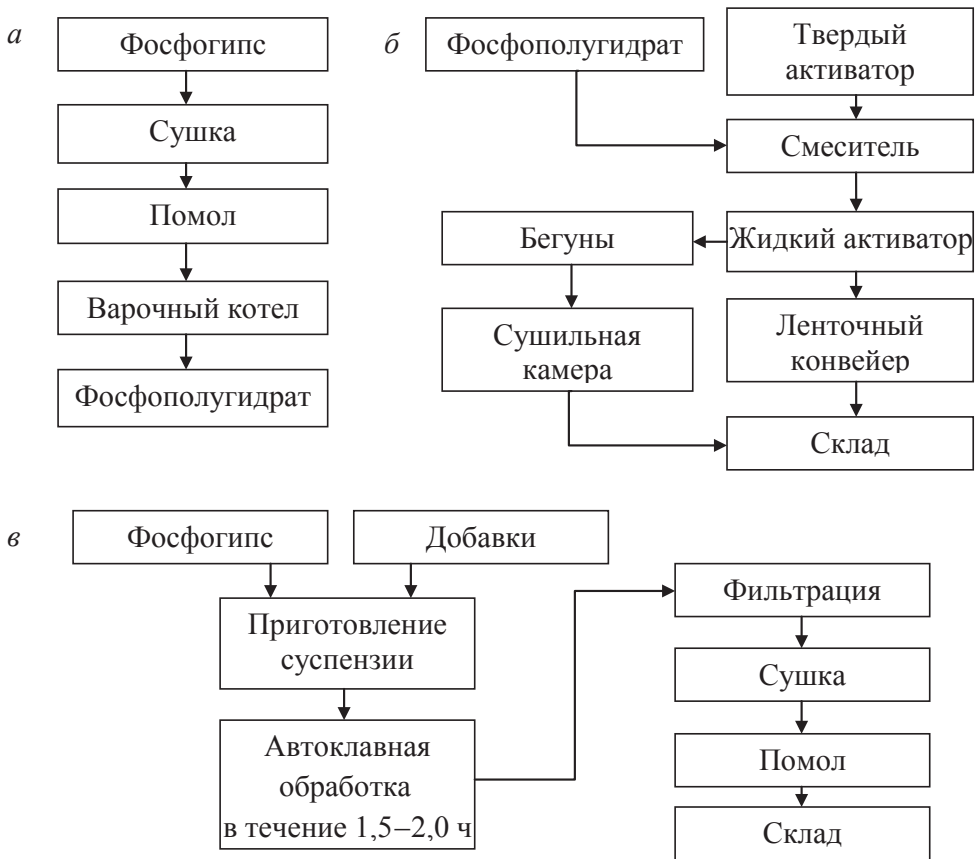 а
Фосфогипс
Сушка
Помол
Варочный котел
Фосфополугидрат
б
Фосфополугидрат
Твердый
активатор
Смеситель
Бегуны
Жидкий активатор
Сушильная
камера
Ленточный
конвейер
Склад
в
Фосфогипс
Добавки
Приготовление
суспензии
Автоклавная
обработка
в течение 1,5–2,0 ч
Фильтрация
Сушка
Помол
Склад